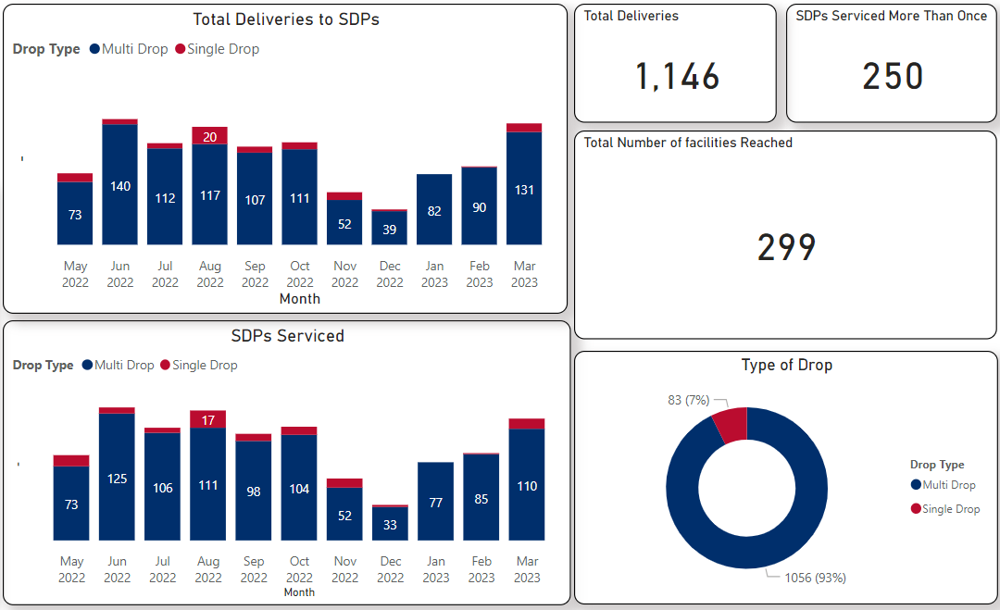 Total Deliveries to SDPs
Drop Type Multi Drop Single Drop
73 140 112 20 117 107 111 52 39 82 90 131
May Jun Jul Aug Sep Oct Nov Dec Jan Feb Mar
2022 2022 2022 2022 2022 2022 2022 2022 2023 2023 2023
Month
Total Deliveries
1,146
SDPs Serviced More Than Once
250
Total Number of facilities Reached
299
SDPs Serviced
Drop Type Multi Drop Single Drop
73 125 106 17 111 98 104 52 33 77 85 110
May Jun Jul Aug Sep Oct Nov Dec Jan Feb Mar
2022 2022 2022 2022 2022 2022 2022 2022 2023 2023 2023
Month
Type of Drop
83 (7%)
1056 (93%)
Drop Type
Multi Drop
Single Drop